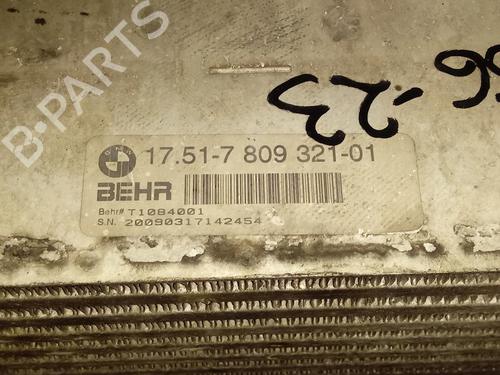 B-PARTS
56
-23
17.51-7 809 321-01
BEHR
Behr# T1084001
S.N. 20090317142454